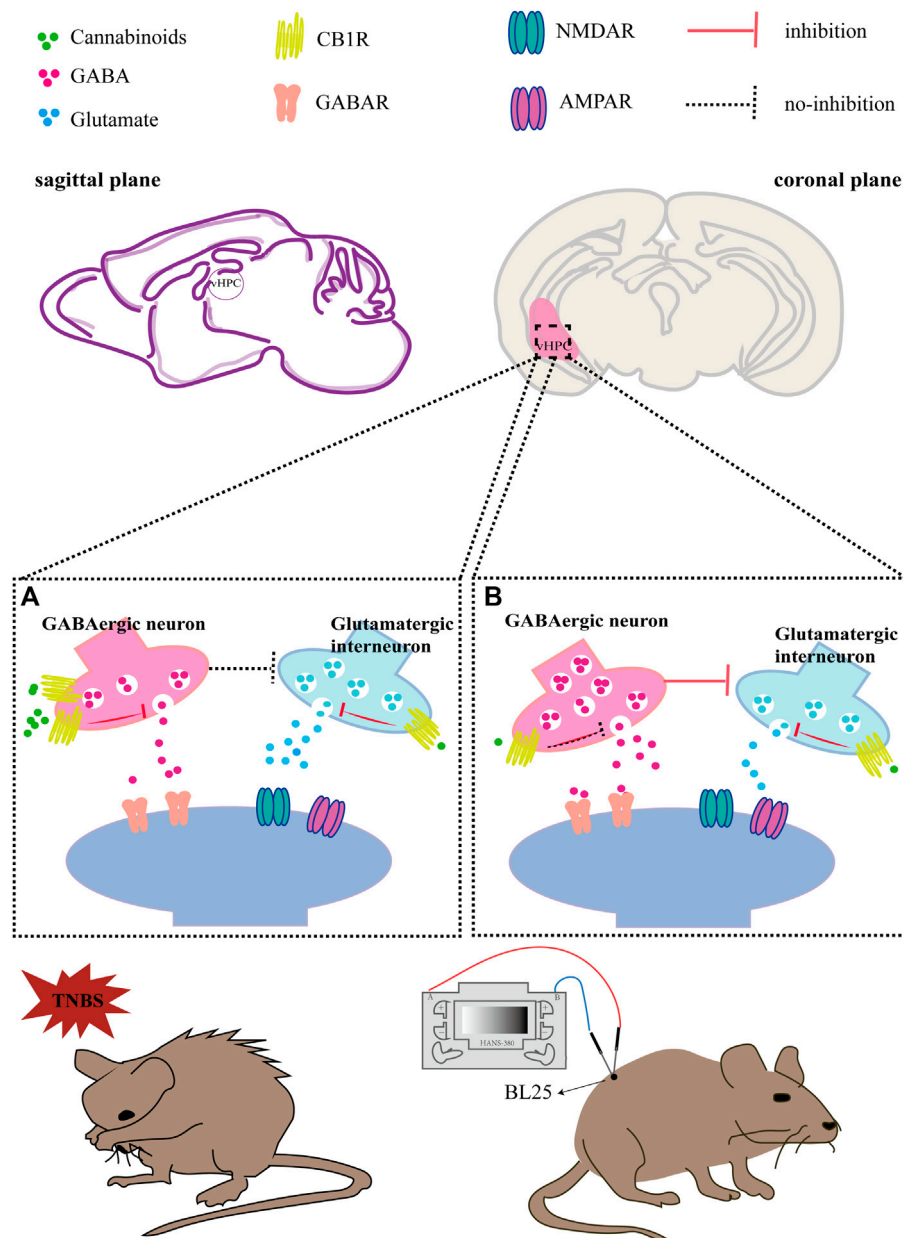 Cannabinoids
GABA
Glutamate
CB1R
GABAR
NMDAR
AMPAR
inhibition
no-inhibition
sagittal plane
coronal plane
vHPC
vHPC
A
GABAergic neuron
Glutamatergic
interneuron
B
GABAergic neuron
Glutamatergic
interneuron
TNBS
A
B
+
+
−
−
HANS-380
BL25